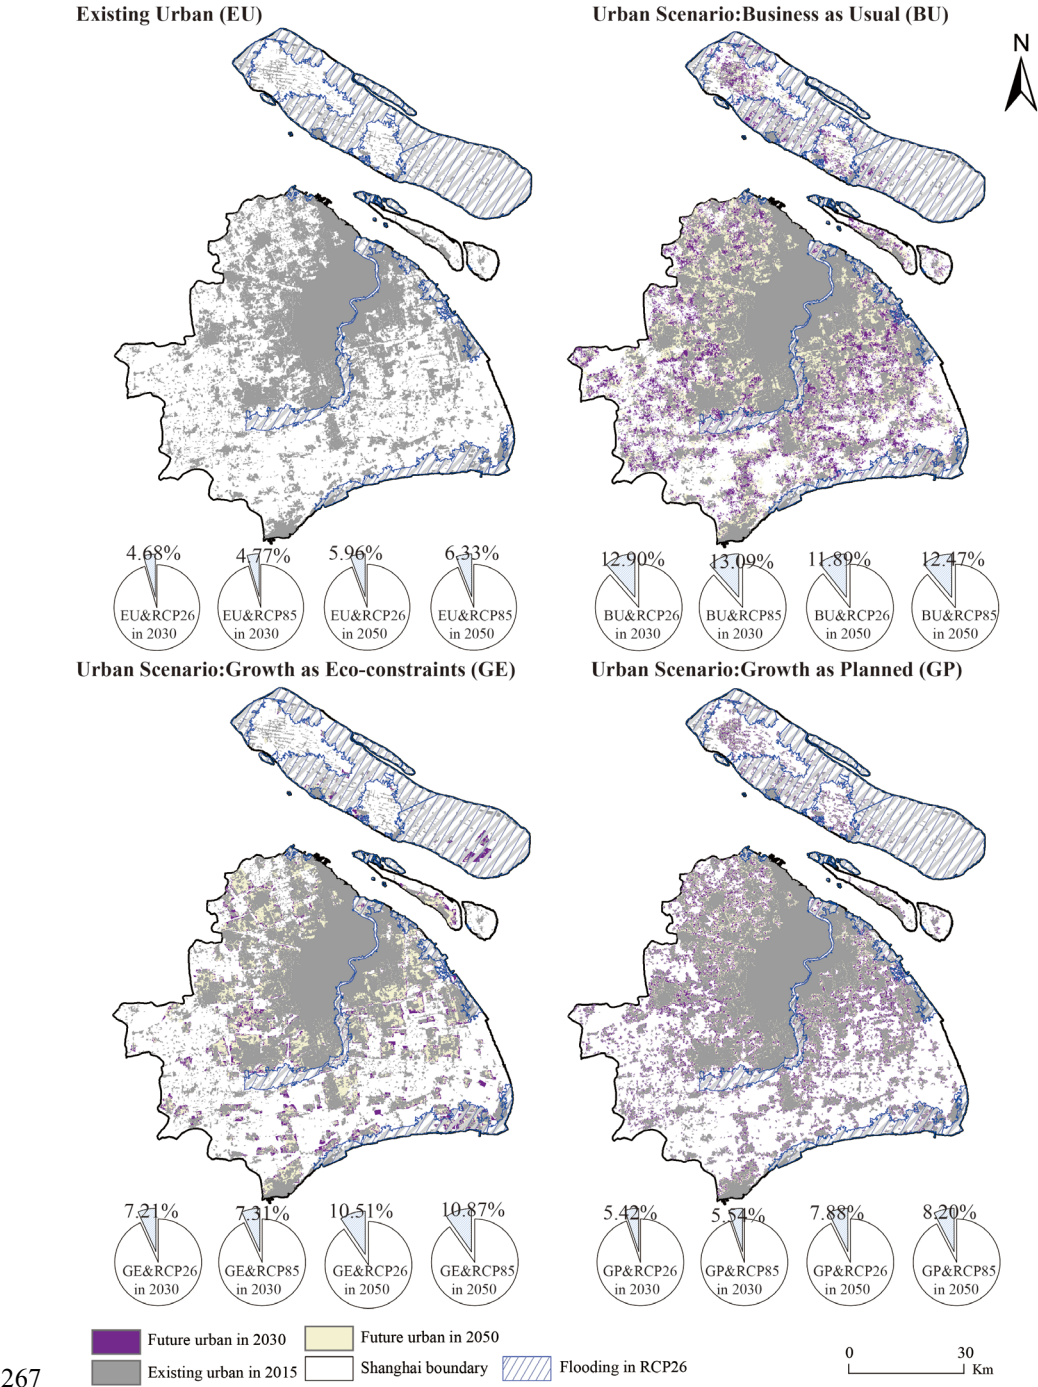 Existing Urban (EU)
Urban Scenario:Business as Usual (BU)
N
4.68%
4.77%
5.96%
6.33%
12.90%
13.09%
11.89%
12.47%
EU&RCP26
in 2030
EU&RCP85
in 2030
EU&RCP26
in 2050
EU&RCP85
in 2050
BU&RCP26
in 2030
BU&RCP85
in 2030
BU&RCP26
in 2050
BU&RCP85
in 2050
Urban Scenario:Growth as Eco-constraints (GE)
Urban Scenario:Growth as Planned (GP)
7.21%
7.31%
10.51%
10.87%
5.42%
5.54%
7.88%
8.20%
GE&RCP26
in 2030
GE&RCP85
in 2030
GE&RCP26
in 2050
GE&RCP85
in 2050
GP&RCP26
in 2030
GP&RCP85
in 2030
GP&RCP26
in 2050
GP&RCP85
in 2050
Future urban in 2030
Future urban in 2050
Existing urban in 2015
Shanghai boundary
Flooding in RCP26
0
30
Km
267